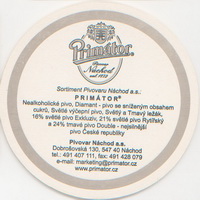 Primátor
Pivovar
Náchod
Sortiment Pivovaru Náchod a.s.:
PRIMÁTOR®
Nealkoholické pivo, Diamant - pivo se sníženým obsahem
cukrů, Světlé výčepní pivo, Světlý a Tmavý ležák,
16% světlé pivo Exkluziv, 21% světlé pivo Rytířský
a 24% tmavé pivo Double - nejsilnější
pivo České republiky
Pivovar Náchod a.s.
Dobrošovská 130, 547 40 Náchod
tel.: 491 407 111, fax: 491 428 079
e-mail: marketing@primator.cz
www.primator.cz